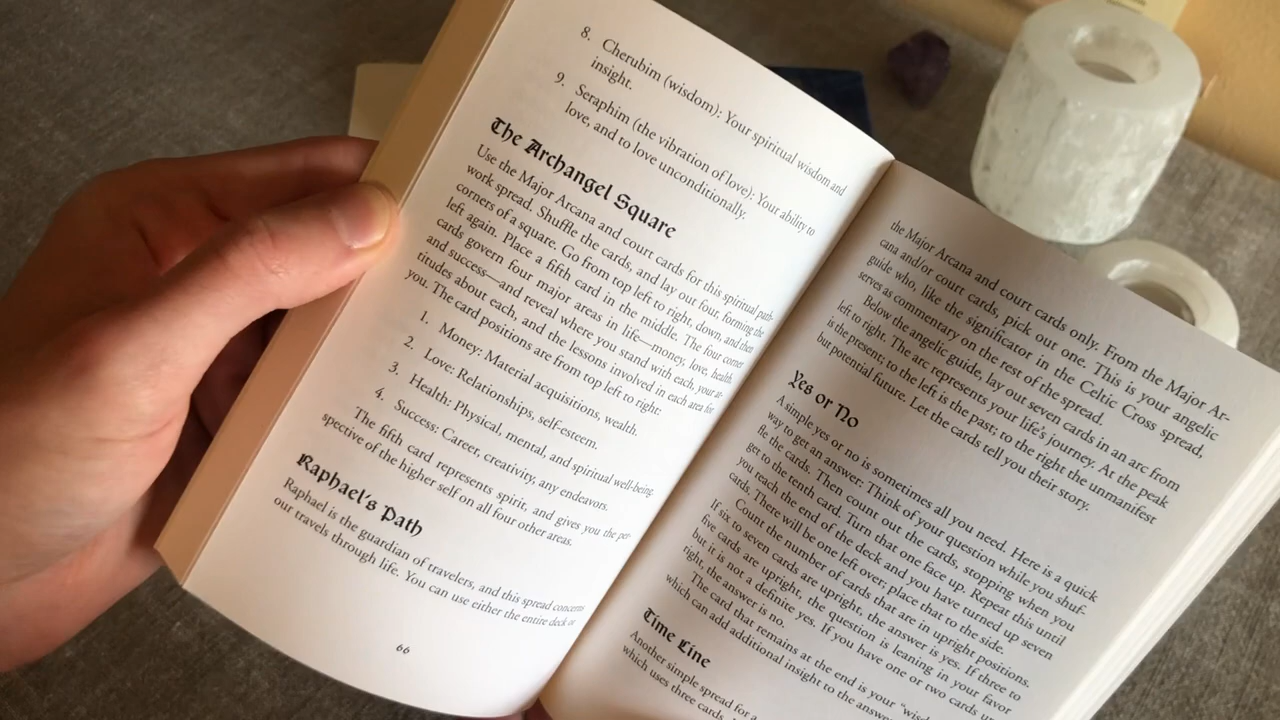 8. Cherubim (wisdom): Your spiritual wisdom and
insight.
9. Seraphim (the vibration of love): Your ability to
love, and to love unconditionally.
The Archangel Square
Use the Major Arcana and court cards for this spiritual path-
work spread. Shuffle the cards, and lay out four, forming the
corners of a square. Go from top left to right, down, and then
left again. Place a fifth card in the middle. The four corner
cards govern four major areas in life—money, love, health,
and success—and reveal where you stand with each, your at-
titudes about each, and the lessons involved in each area for
you. The card positions are from top left to right:
1. Money: Material acquisitions, wealth.
2. Love: Relationships, self-esteem.
3. Health: Physical, mental, and spiritual well-being.
4. Success: Career, creativity, any endeavors.
The fifth card represents spirit, and gives you the per-
spective of the higher self on all four other areas.
Raphael's Path
Raphael is the guardian of travelers, and this spread concerns
our travels through life. You can use either the entire deck or
66
the Major Arcana and court cards only. From the Major Ar-
cana and/or court cards, pick out one. This is your angelic
guide who, like the significator in the Celtic Cross spread,
serves as commentary on the rest of the spread.
Below the angelic guide, lay out seven cards in an arc from
left to right. The arc represents your life's journey. At the peak
is the present; to the left is the past; to the right the unmanifest
but potential future. Let the cards tell you their story.
Yes or No
A simple yes or no is sometimes all you need. Here is a quick
way to get an answer: Think of your question while you shuf-
fle the cards. Then count out the cards, stopping when you
get to the tenth card. Turn that one face up. Repeat this until
you reach the end of the deck and you have turned up seven
cards. There will be one left over; place that to the side.
Count the number of cards that are in upright positions.
If six to seven cards are upright, the answer is yes. If three to
five cards are upright, the question is leaning in your favor
but it is not a definite yes. If you have one or two cards
right, the answer is no.
The card that remains at the end is your
which can add additional insight to the
Time Line
Another simple spread for a
which uses three cards.